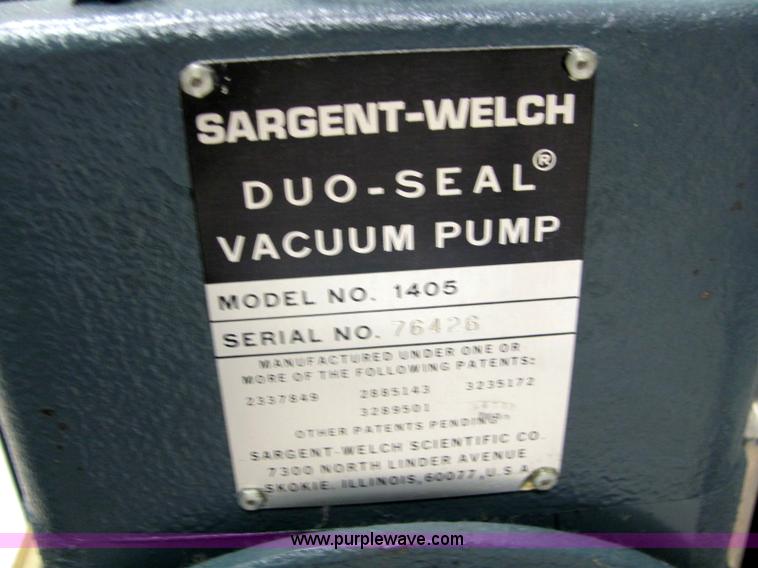 SARGENT-WELCH
DUO-SEAL®
VACUUM PUMP
MODEL NO. 1405
SERIAL NO. 76426
MANUFACTURED UNDER ONE OR
MORE OF THE FOLLOWING PATENTS:
2337849 2885143 3235172
3289501
OTHER PATENTS PENDING
SARGENT-WELCH SCIENTIFIC CO.
7300 NORTH LINDER AVENUE
SKOKIE, ILLINOIS, 60077, U.S.A.
www.purplewave.com